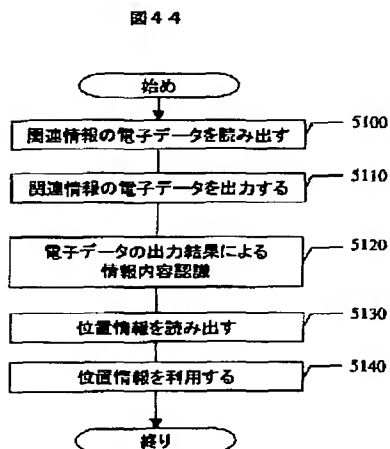 図44
始め
関連情報の電子データを読み出す
5100
関連情報の電子データを出力する
5110
電子データの出力結果による
情報内容認識
5120
位置情報を読み出す
5130
位置情報を利用する
5140
終り